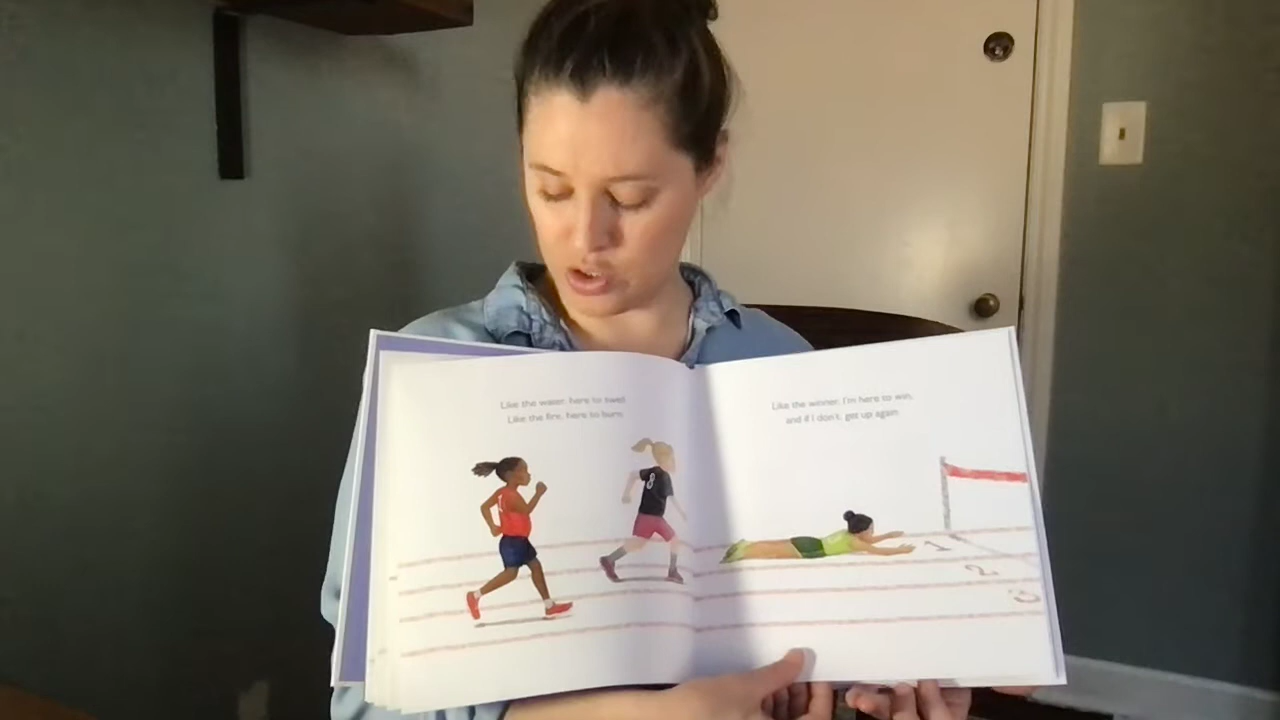 Like the water, here to swell.
Like the fire, here to burn.
Like the winner, I'm here to win,
and if I don't, get up again.
8
1
2
3